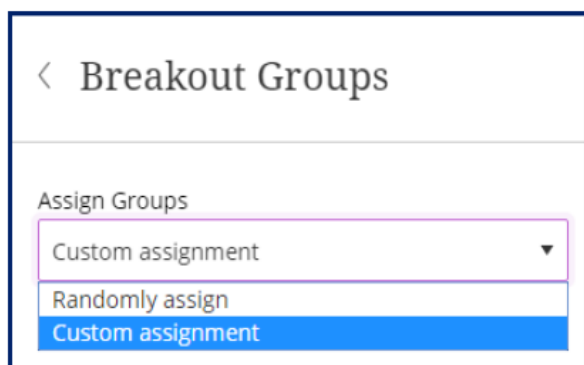 Breakout Groups
Assign Groups
Custom assignment
Randomly assign
Custom assignment